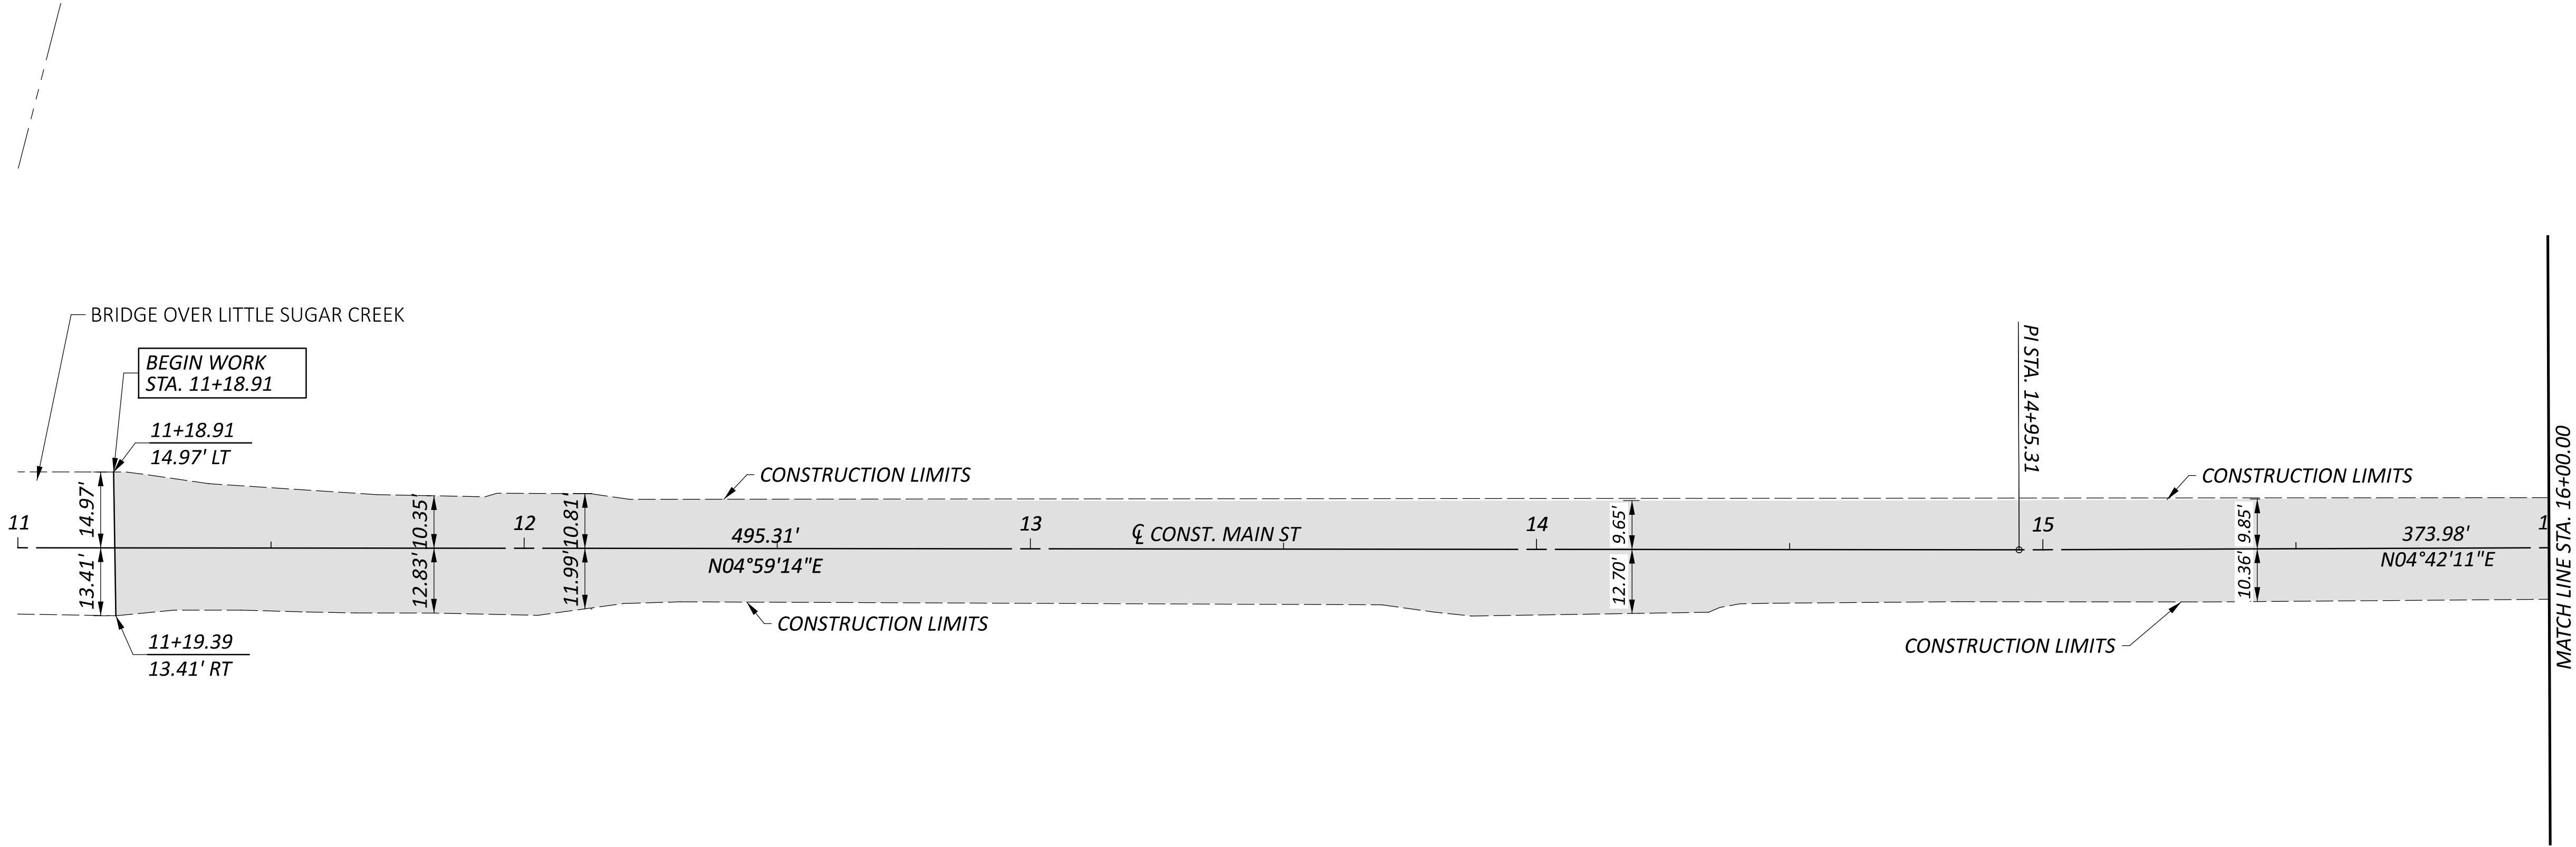 BRIDGE OVER LITTLE SUGAR CREEK
BEGIN WORK
STA. 11+18.91
11+18.91
14.97' LT
14.97'
13.41'
11+19.39
13.41' RT
11
10.35'
12.83'
12
10.81'
11.99'
CONSTRUCTION LIMITS
495.31'
N04°59'14"E
CONSTRUCTION LIMITS
13
℄ CONST. MAIN ST
14
9.65'
12.70'
PI STA. 14+95.31
15
CONSTRUCTION LIMITS
9.85'
10.36'
CONSTRUCTION LIMITS
373.98'
N04°42'11"E
1
MATCH LINE STA. 16+00.00